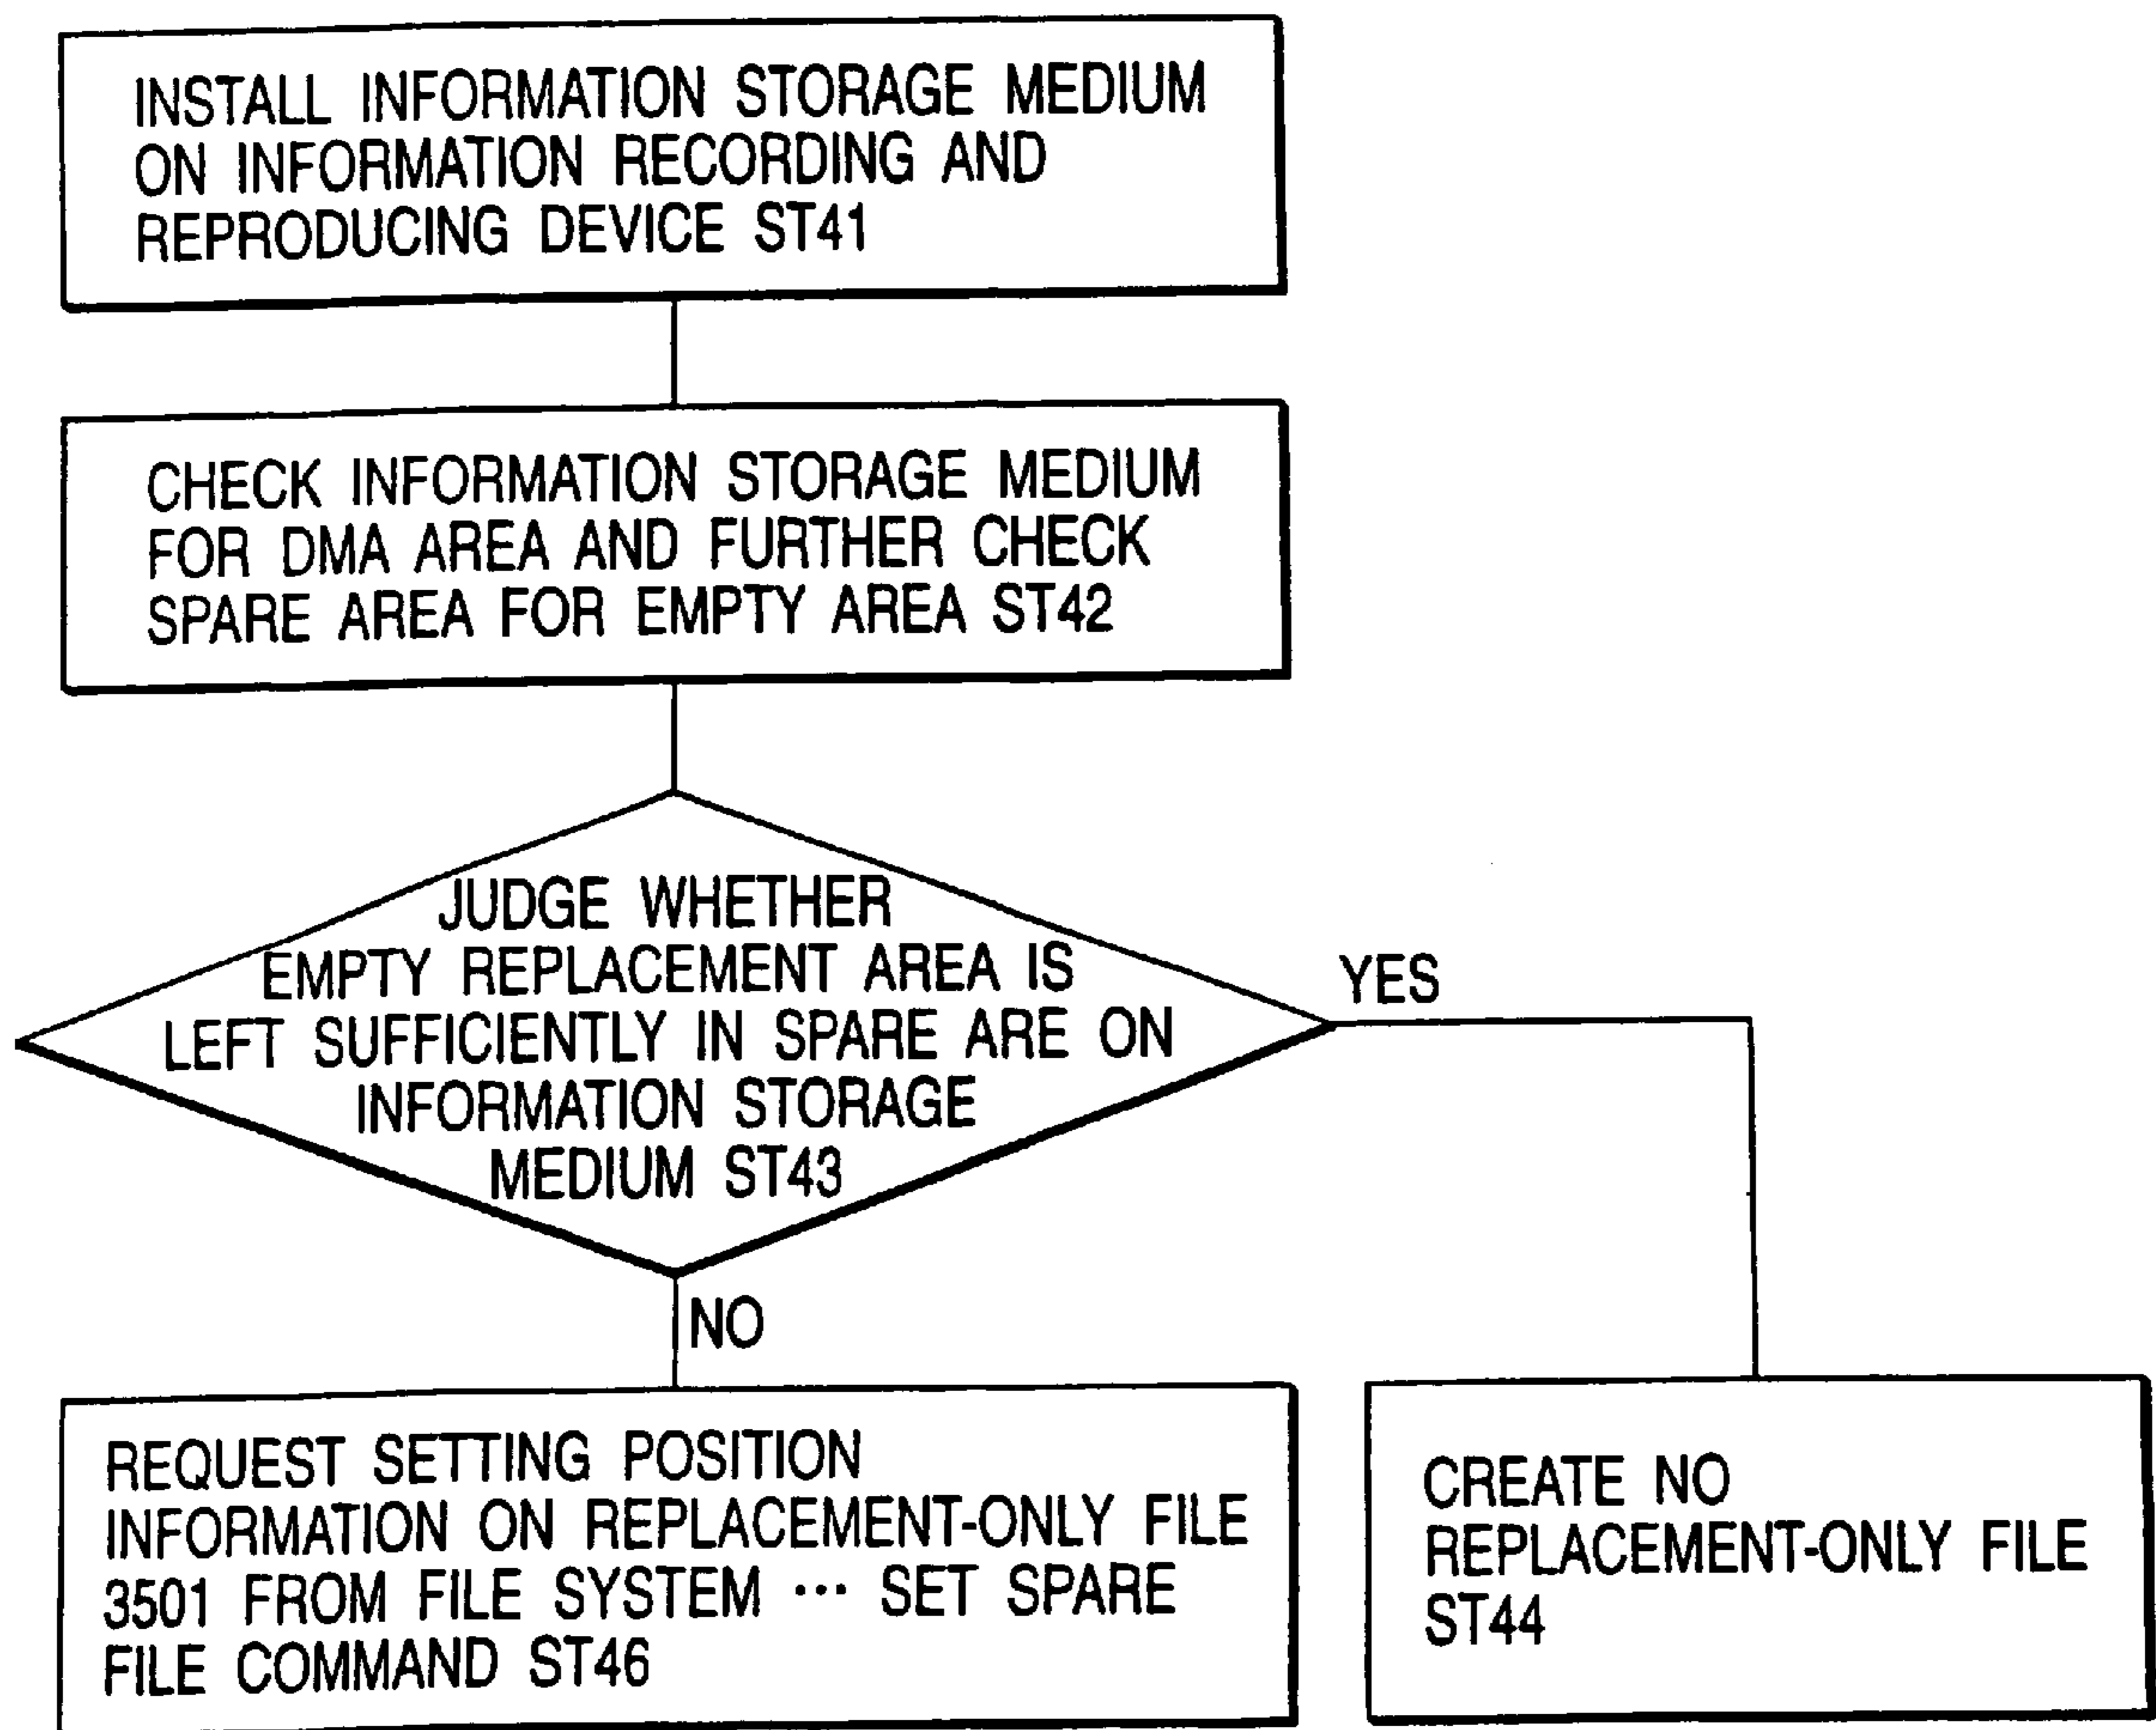 INSTALL INFORMATION STORAGE MEDIUM
ON INFORMATION RECORDING AND
REPRODUCING DEVICE ST41
CHECK INFORMATION STORAGE MEDIUM
FOR DMA AREA AND FURTHER CHECK
SPARE AREA FOR EMPTY AREA ST42
JUDGE WHETHER
EMPTY REPLACEMENT AREA IS
LEFT SUFFICIENTLY IN SPARE ARE ON
INFORMATION STORAGE
MEDIUM ST43
YES
NO
REQUEST SETTING POSITION
INFORMATION ON REPLACEMENT-ONLY FILE
3501 FROM FILE SYSTEM ··· SET SPARE
FILE COMMAND ST46
CREATE NO
REPLACEMENT-ONLY FILE
ST44